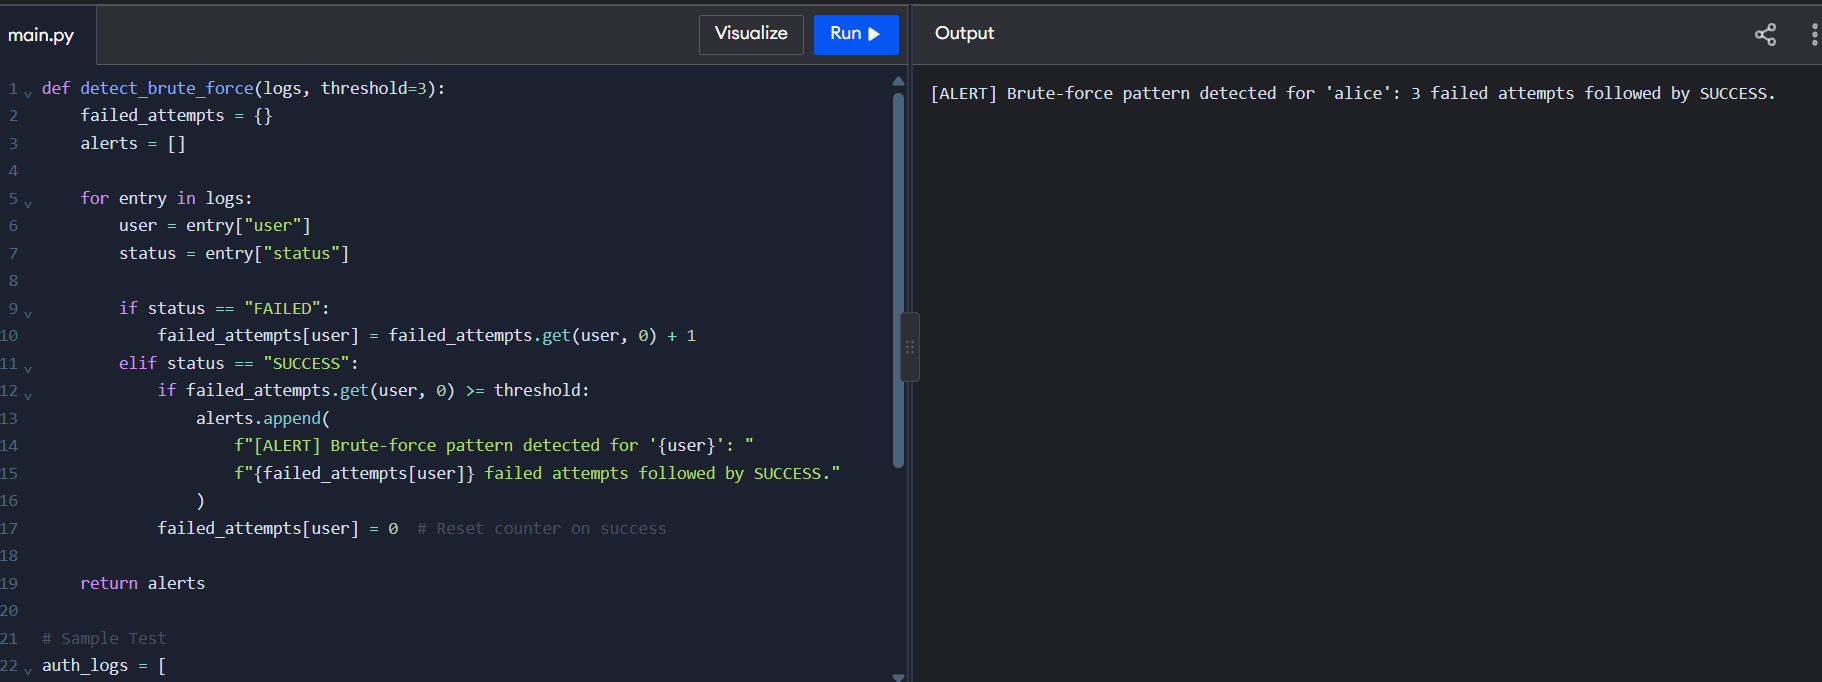 main.py
Visualize
Run
Output
1 def detect_brute_force(logs, threshold=3):
2     failed_attempts = {}
3     alerts = []
4
5     for entry in logs:
6         user = entry["user"]
7         status = entry["status"]
8
9         if status == "FAILED":
10             failed_attempts[user] = failed_attempts.get(user, 0) + 1
11         elif status == "SUCCESS":
12             if failed_attempts.get(user, 0) >= threshold:
13                 alerts.append(
14                     f"[ALERT] Brute-force pattern detected for '{user}': "
15                     f"{failed_attempts[user]} failed attempts followed by SUCCESS."
16                 )
17             failed_attempts[user] = 0  # Reset counter on success
18
19     return alerts
20
21 # Sample Test
22 auth_logs = [
[ALERT] Brute-force pattern detected for 'alice': 3 failed attempts followed by SUCCESS.